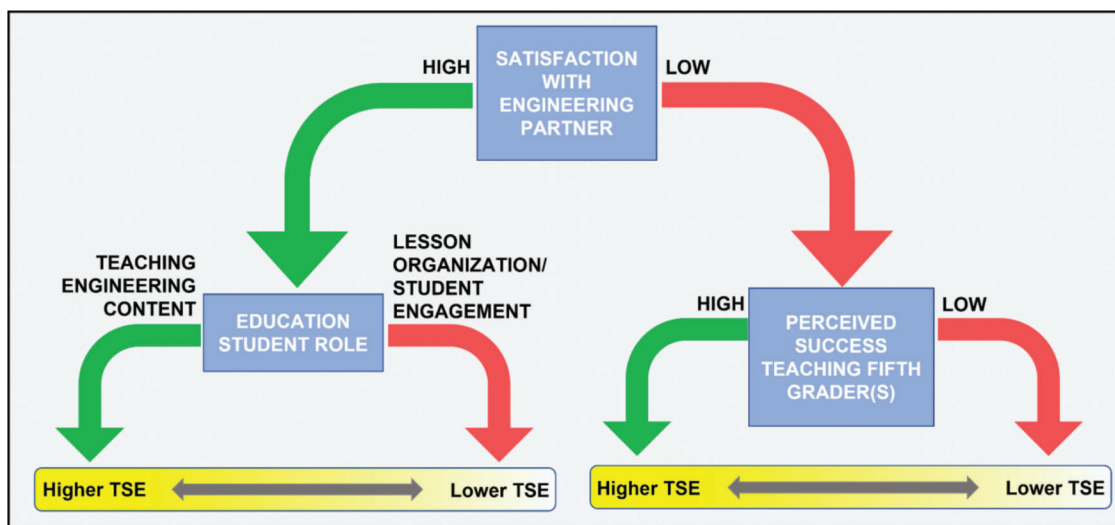 SATISFACTION
WITH
ENGINEERING
PARTNER
HIGH
LOW
TEACHING
ENGINEERING
CONTENT
EDUCATION
STUDENT ROLE
LESSON
ORGANIZATION/
STUDENT
ENGAGEMENT
HIGH
PERCEIVED
SUCCESS
TEACHING FIFTH
GRADER(S)
LOW
Higher TSE
Lower TSE
Higher TSE
Lower TSE